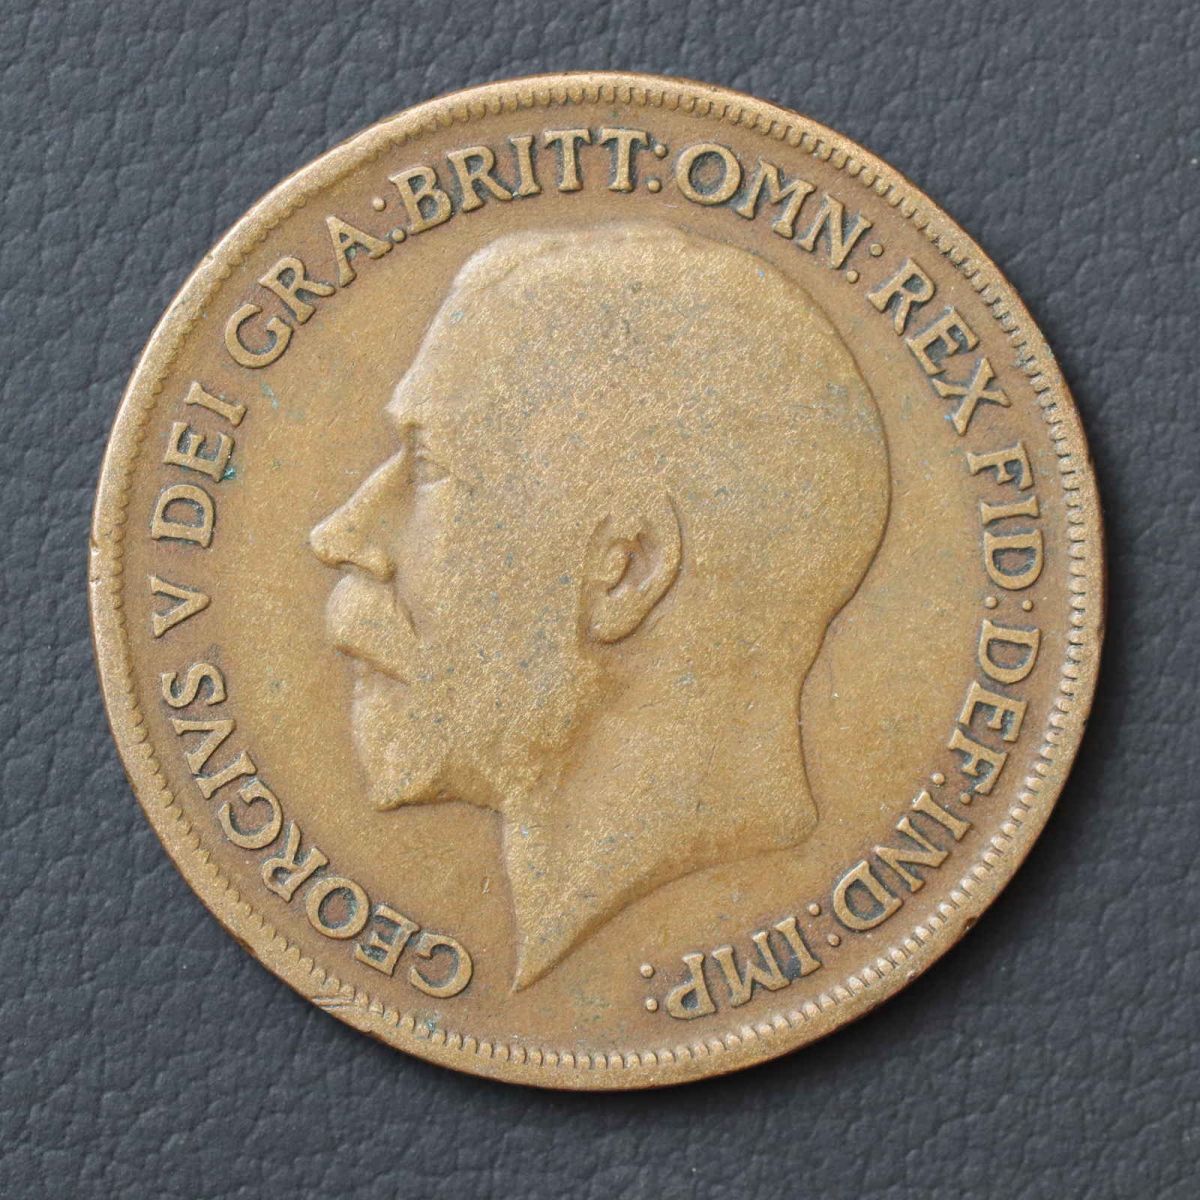 GEORGIVS V DEI GRA: BRITT: OMN: REX FID: DEF: IND: IMP: